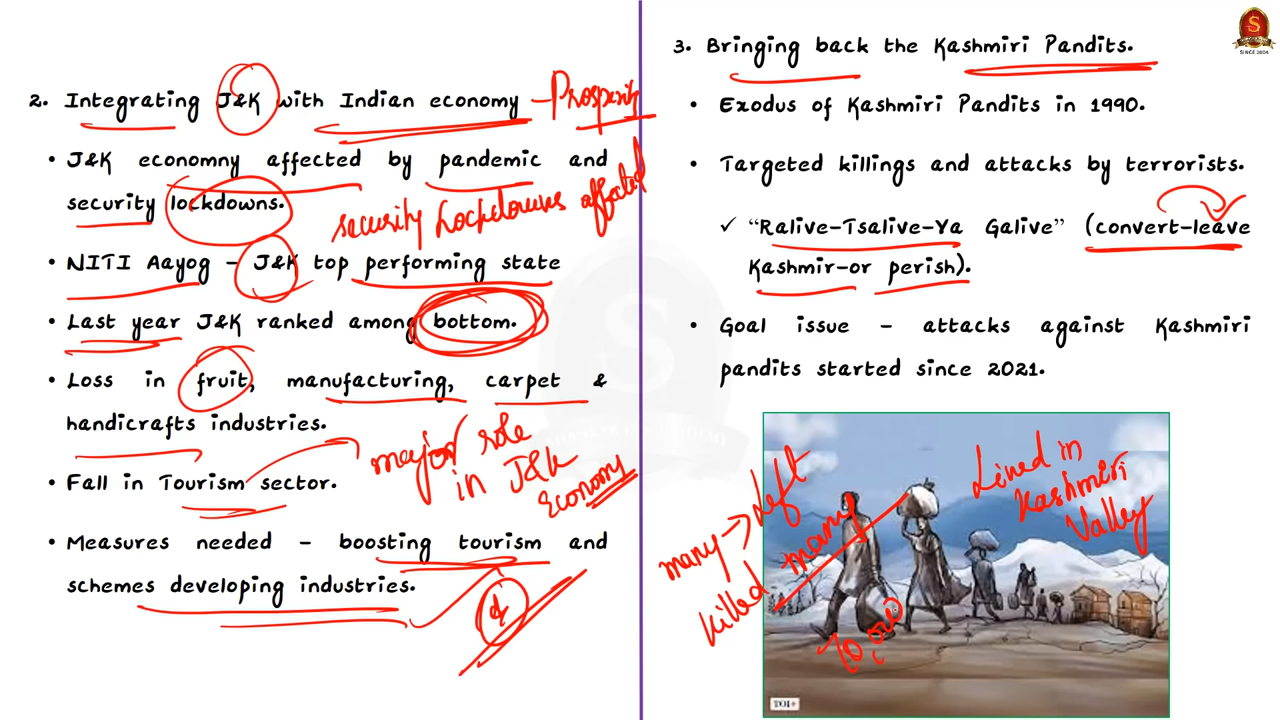 2. Integrating J&K with Indian economy
- Prosperity
• J&K economny affected by pandemic and
security lockdowns.
security lockdowns affected
• NITI Aayog - J&K top performing state
• Last year J&K ranked among bottom.
• Loss in fruit, manufacturing, carpet &
handicrafts industries.
major role
in J&K
Economy
• Fall in Tourism sector.
• Measures needed - boosting tourism and
schemes developing industries.
&
3. Bringing back the Kashmiri Pandits.
• Exodus of Kashmiri Pandits in 1990.
• Targeted killings and attacks by terrorists.
✓ "Ralive-Tsalive-Ya Galive" (convert-leave
Kashmir-or perish).
• Goal issue - attacks against Kashmiri
pandits started since 2021.
many → Left
killed many
Lived in
Kashmiri
Valley
TOI+
S
SINCE 2004